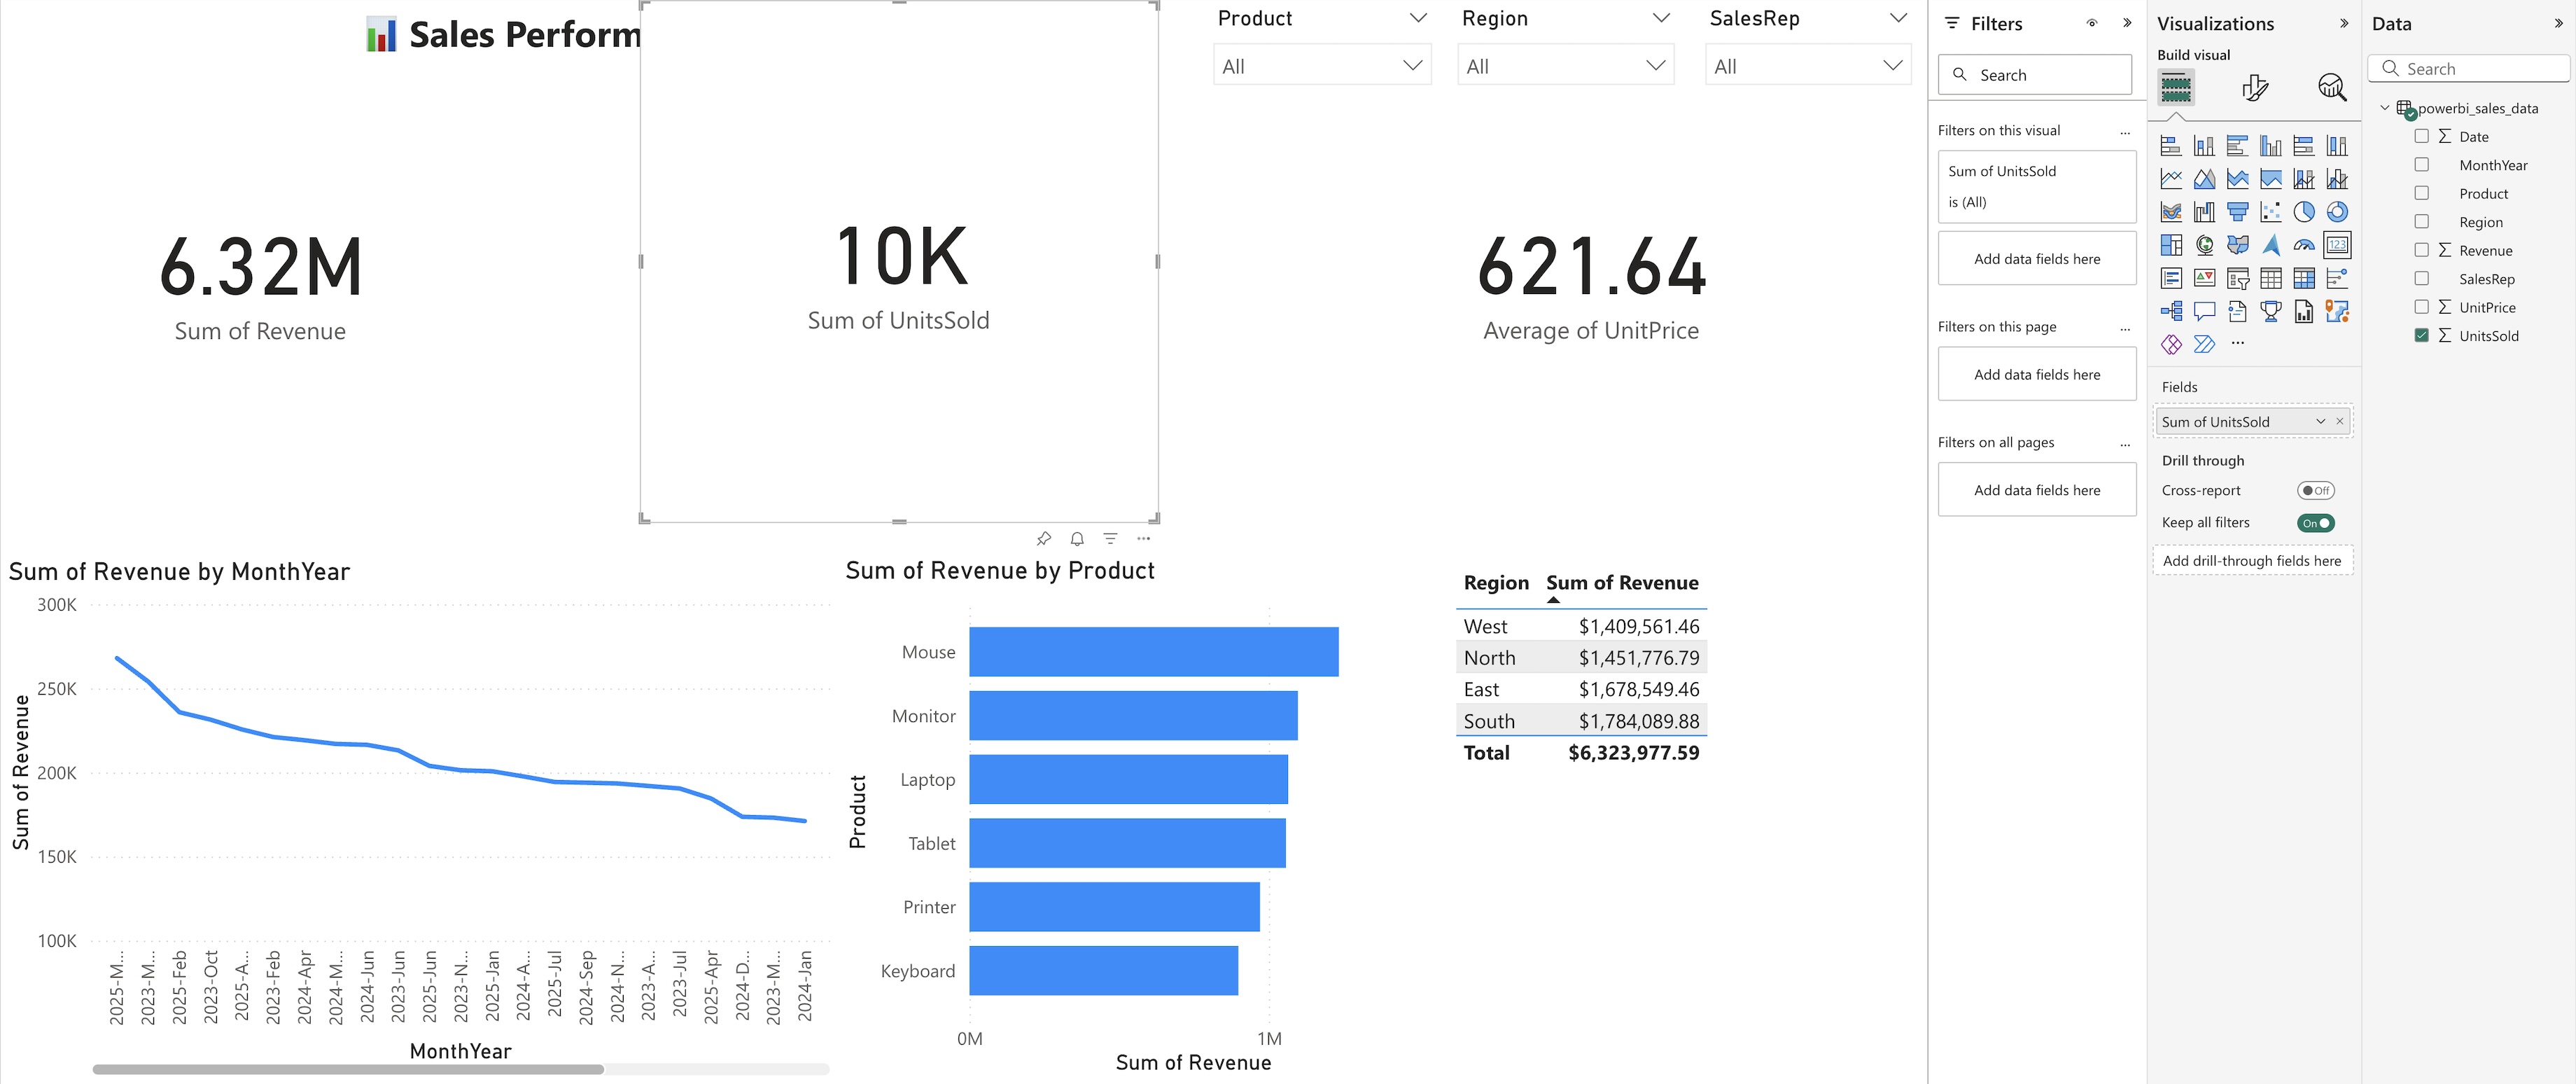 Sales Perform
Product
All
Region
All
SalesRep
All
6.32M
Sum of Revenue
10K
Sum of UnitsSold
621.64
Average of UnitPrice
Sum of Revenue by MonthYear
Sum of Revenue
300K
250K
200K
150K
100K
2025-M...
2023-M...
2025-Feb
2023-Oct
2025-A...
2023-Feb
2024-Apr
2024-M...
2024-Jun
2023-Jun
2025-Jun
2023-N...
2025-Jan
2024-A...
2025-Jul
2024-Sep
2024-N...
2023-A...
2023-Jul
2025-Apr
2024-D...
2023-M...
2024-Jan
MonthYear
Sum of Revenue by Product
Product
Mouse
Monitor
Laptop
Tablet
Printer
Keyboard
0M 1M
Sum of Revenue
Region Sum of Revenue
West $1,409,561.46
North $1,451,776.79
East $1,678,549.46
South $1,784,089.88
Total $6,323,977.59
Filters
Search
Filters on this visual ...
Sum of UnitsSold
is (All)
Add data fields here
Filters on this page ...
Add data fields here
Filters on all pages ...
Add data fields here
Visualizations
Build visual
123
...
Fields
Sum of UnitsSold
Drill through
Cross-report Off
Keep all filters On
Add drill-through fields here
Data
Search
powerbi_sales_data
Date
MonthYear
Product
Region
Revenue
SalesRep
UnitPrice
UnitsSold